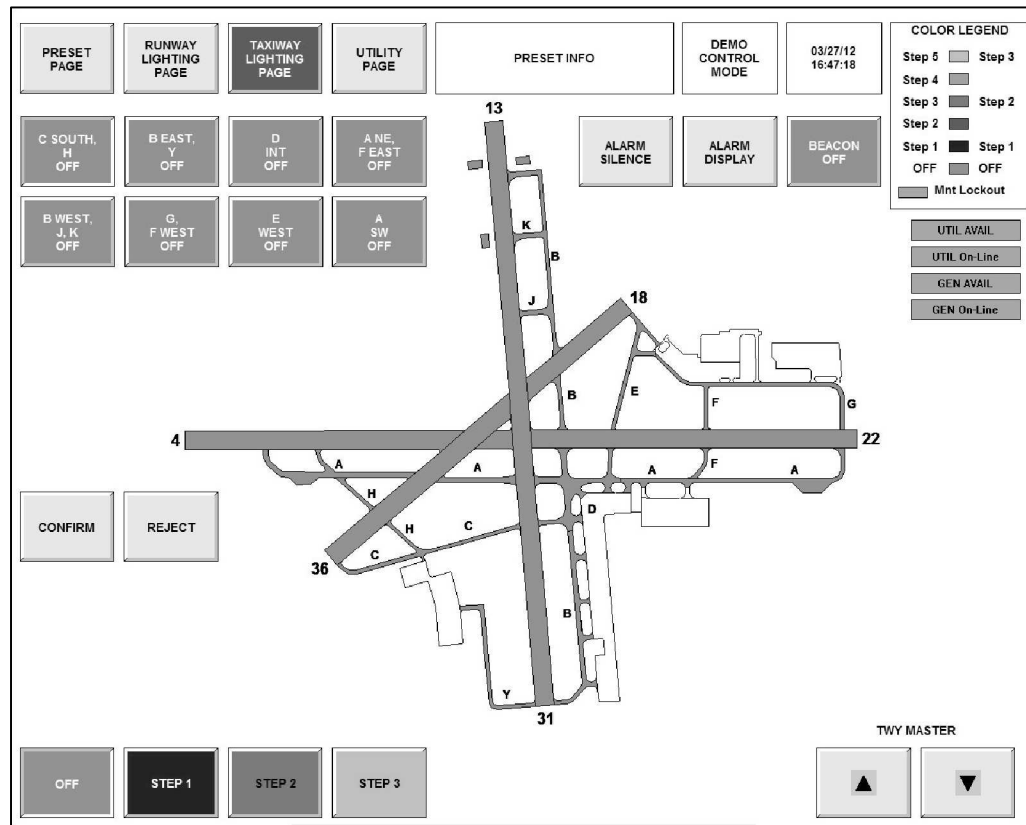 PRESET
PAGE
RUNWAY
LIGHTING
PAGE
TAXIWAY
LIGHTING
PAGE
UTILITY
PAGE
PRESET INFO
DEMO
CONTROL
MODE
03/27/12
16:47:18
COLOR LEGEND
Step 5 Step 3
Step 4
Step 3 Step 2
Step 2
Step 1 Step 1
OFF OFF
Mnt Lockout
C SOUTH,
H
OFF
B EAST,
Y
OFF
D
INT
OFF
A NE,
F EAST
OFF
ALARM
SILENCE
ALARM
DISPLAY
BEACON
OFF
B WEST,
J, K
OFF
G,
F WEST
OFF
E
WEST
OFF
A
SW
OFF
UTIL AVAIL
UTIL On-Line
GEN AVAIL
GEN On-Line
13
K
B
J
18
E
B
F
G
4
22
A
A
A
F
A
H
D
H
C
C
36
B
Y
31
CONFIRM
REJECT
OFF
STEP 1
STEP 2
STEP 3
TWY MASTER